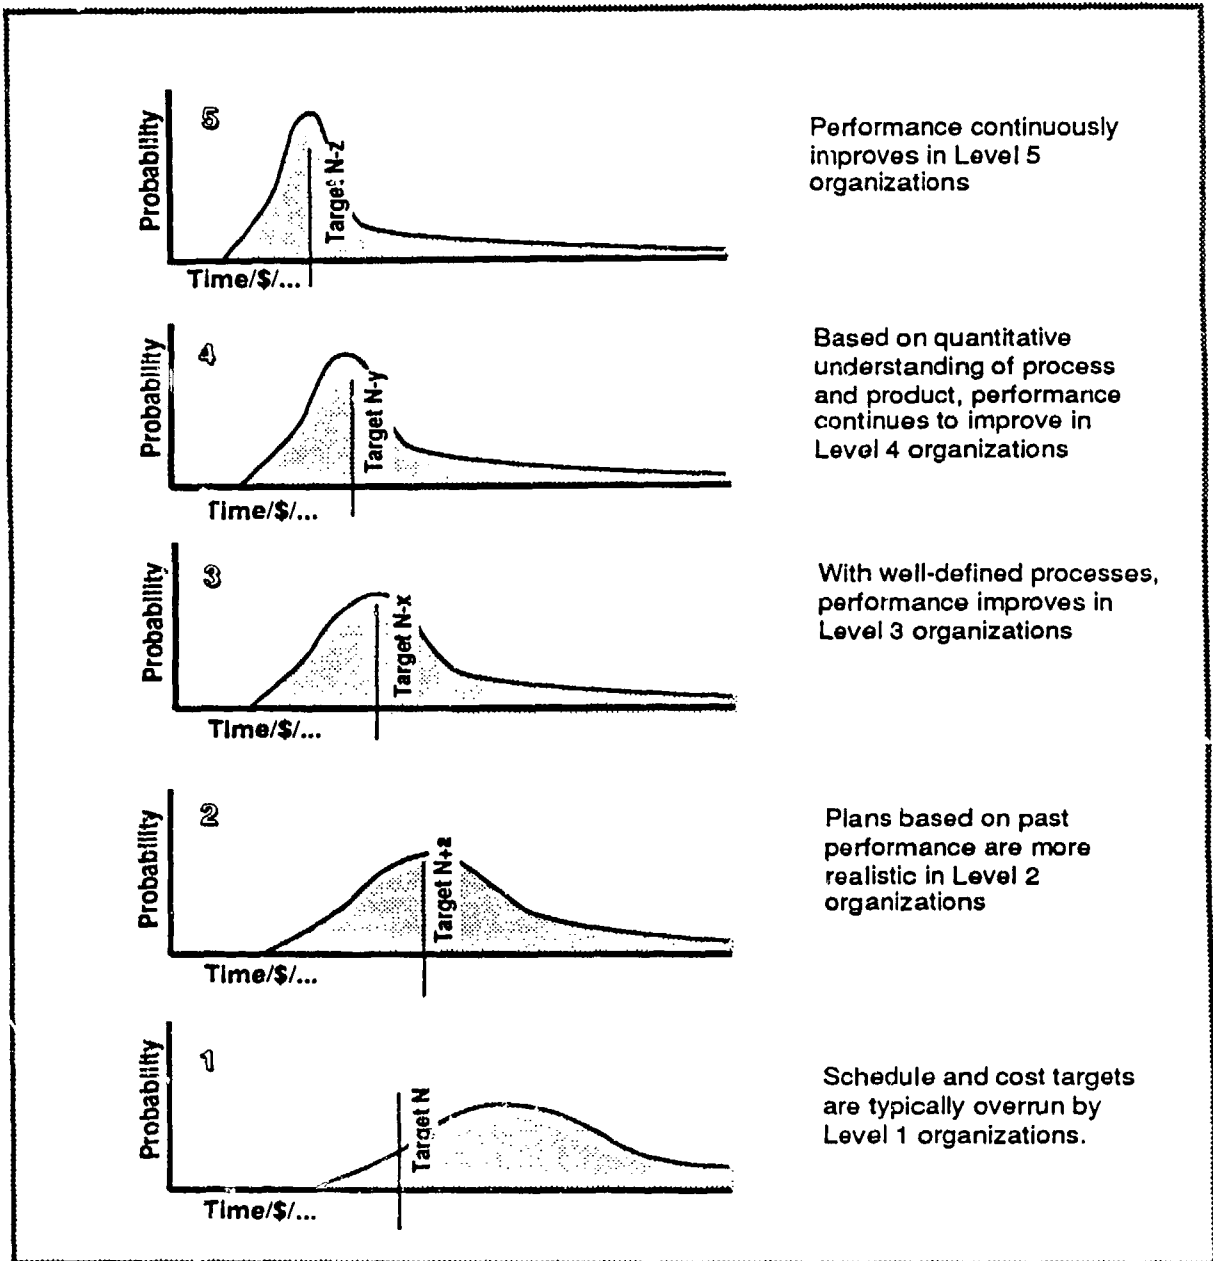 Probability
5
Target N-z
Time/$/...
Performance continuously
improves in Level 5
organizations
Probability
4
Target N-y
Time/$/...
Based on quantitative
understanding of process
and product, performance
continues to improve in
Level 4 organizations
Probability
3
Target N-x
Time/$/...
With well-defined processes,
performance improves in
Level 3 organizations
Probability
2
Target N+a
Time/$/...
Plans based on past
performance are more
realistic in Level 2
organizations
Probability
1
Target N
Time/$/...
Schedule and cost targets
are typically overrun by
Level 1 organizations.